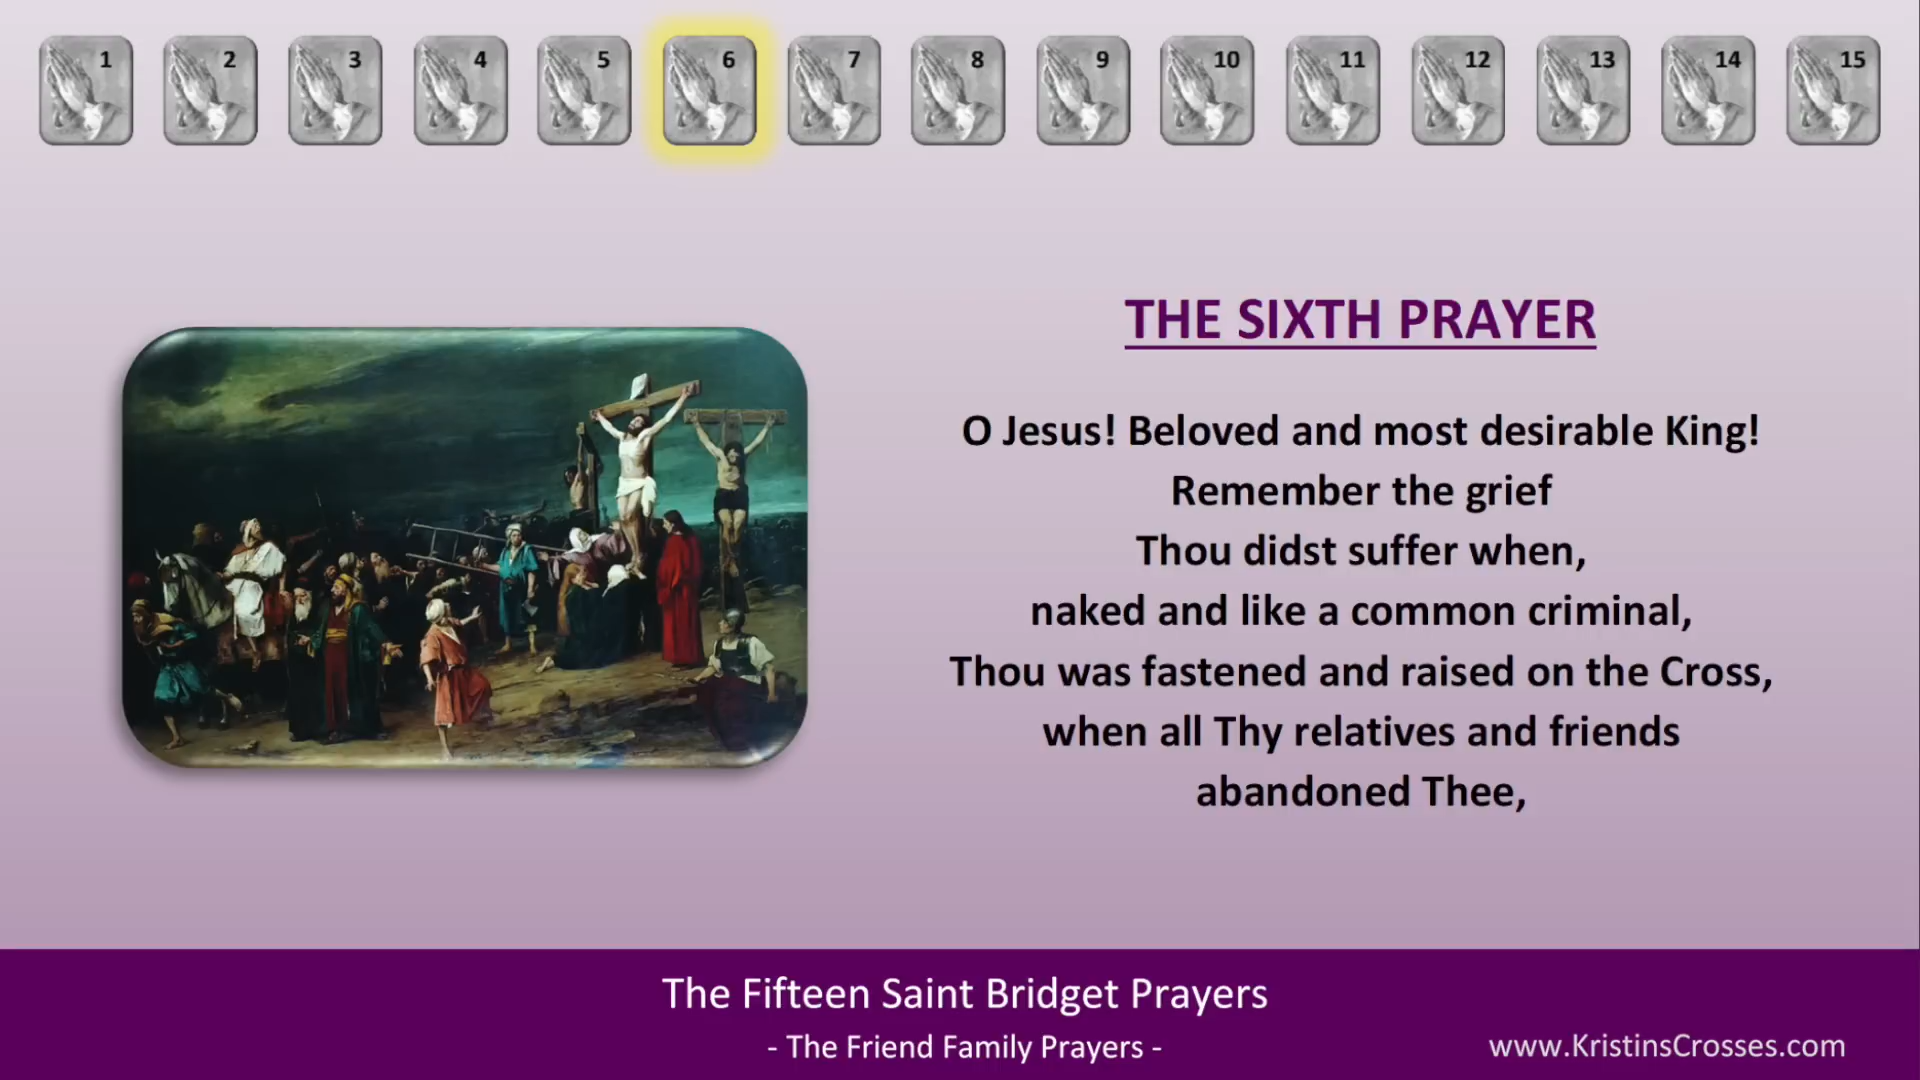 1 2 3 4 5 6 7 8 9 10 11 12 13 14 15
THE SIXTH PRAYER
O Jesus! Beloved and most desirable King!
Remember the grief
Thou didst suffer when,
naked and like a common criminal,
Thou was fastened and raised on the Cross,
when all Thy relatives and friends
abandoned Thee,
The Fifteen Saint Bridget Prayers
- The Friend Family Prayers -
www.KristinsCrosses.com